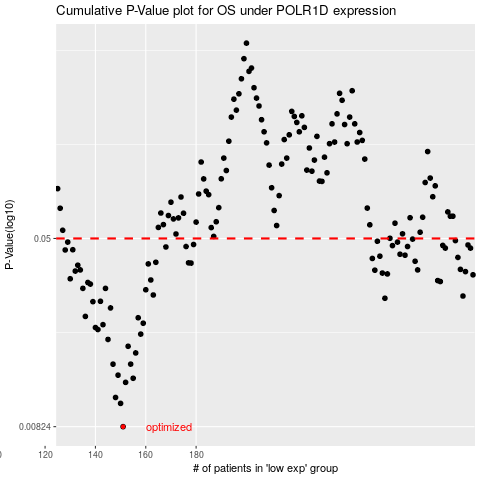 Cumulative P-Value plot for OS under POLR1D expression
P-Value(log10)
0.05
0.00824
optimized
0 120 140 160 180
# of patients in 'low exp' group